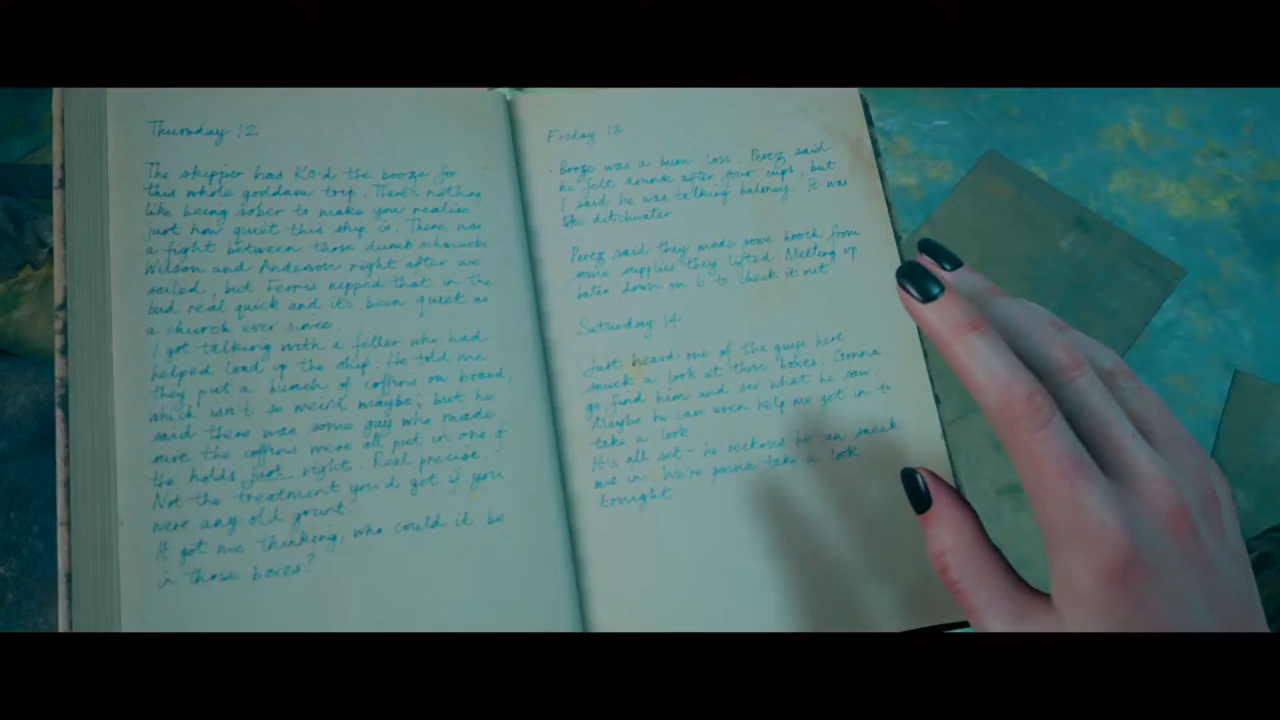 Thursday 12
The skipper has KO'd the booze for
this whole goddam trip. There's nothing
like being sober to make you realise
just how quiet this ship is. There was
a fight between those dumb schmucks
Wilson and Anderson right after we
sailed, but Ferris nipped that in the
bud real quick and it's been quiet as
a church ever since.
I got talking with a feller who had
helped load up the ship. He told me
they put a bunch of coffins on board,
which isn't so weird maybe, but he
said there was some guy who made
sure the coffins were all put in one of
the holds just right. Real precise.
Not the treatment you'd get if you
were any old grunt.
It got me thinking, who could it be
in those boxes?
Friday 13
Booze was a bum loss. Perez said
he felt drunk after four cups, but
I said he was talking baloney. It was
like ditchwater
Perez said they made some hooch from
some supplies they lifted. Meeting up
later down on 6 to check it out
Saturday 14
Just heard one of the guys here
snuck a look at those boxes. Gonna
go find him and see what he saw.
Maybe he can even help me get in to
take a look.
It's all set - he reckons he can sneak
me in. We're gonna take a look
tonight.